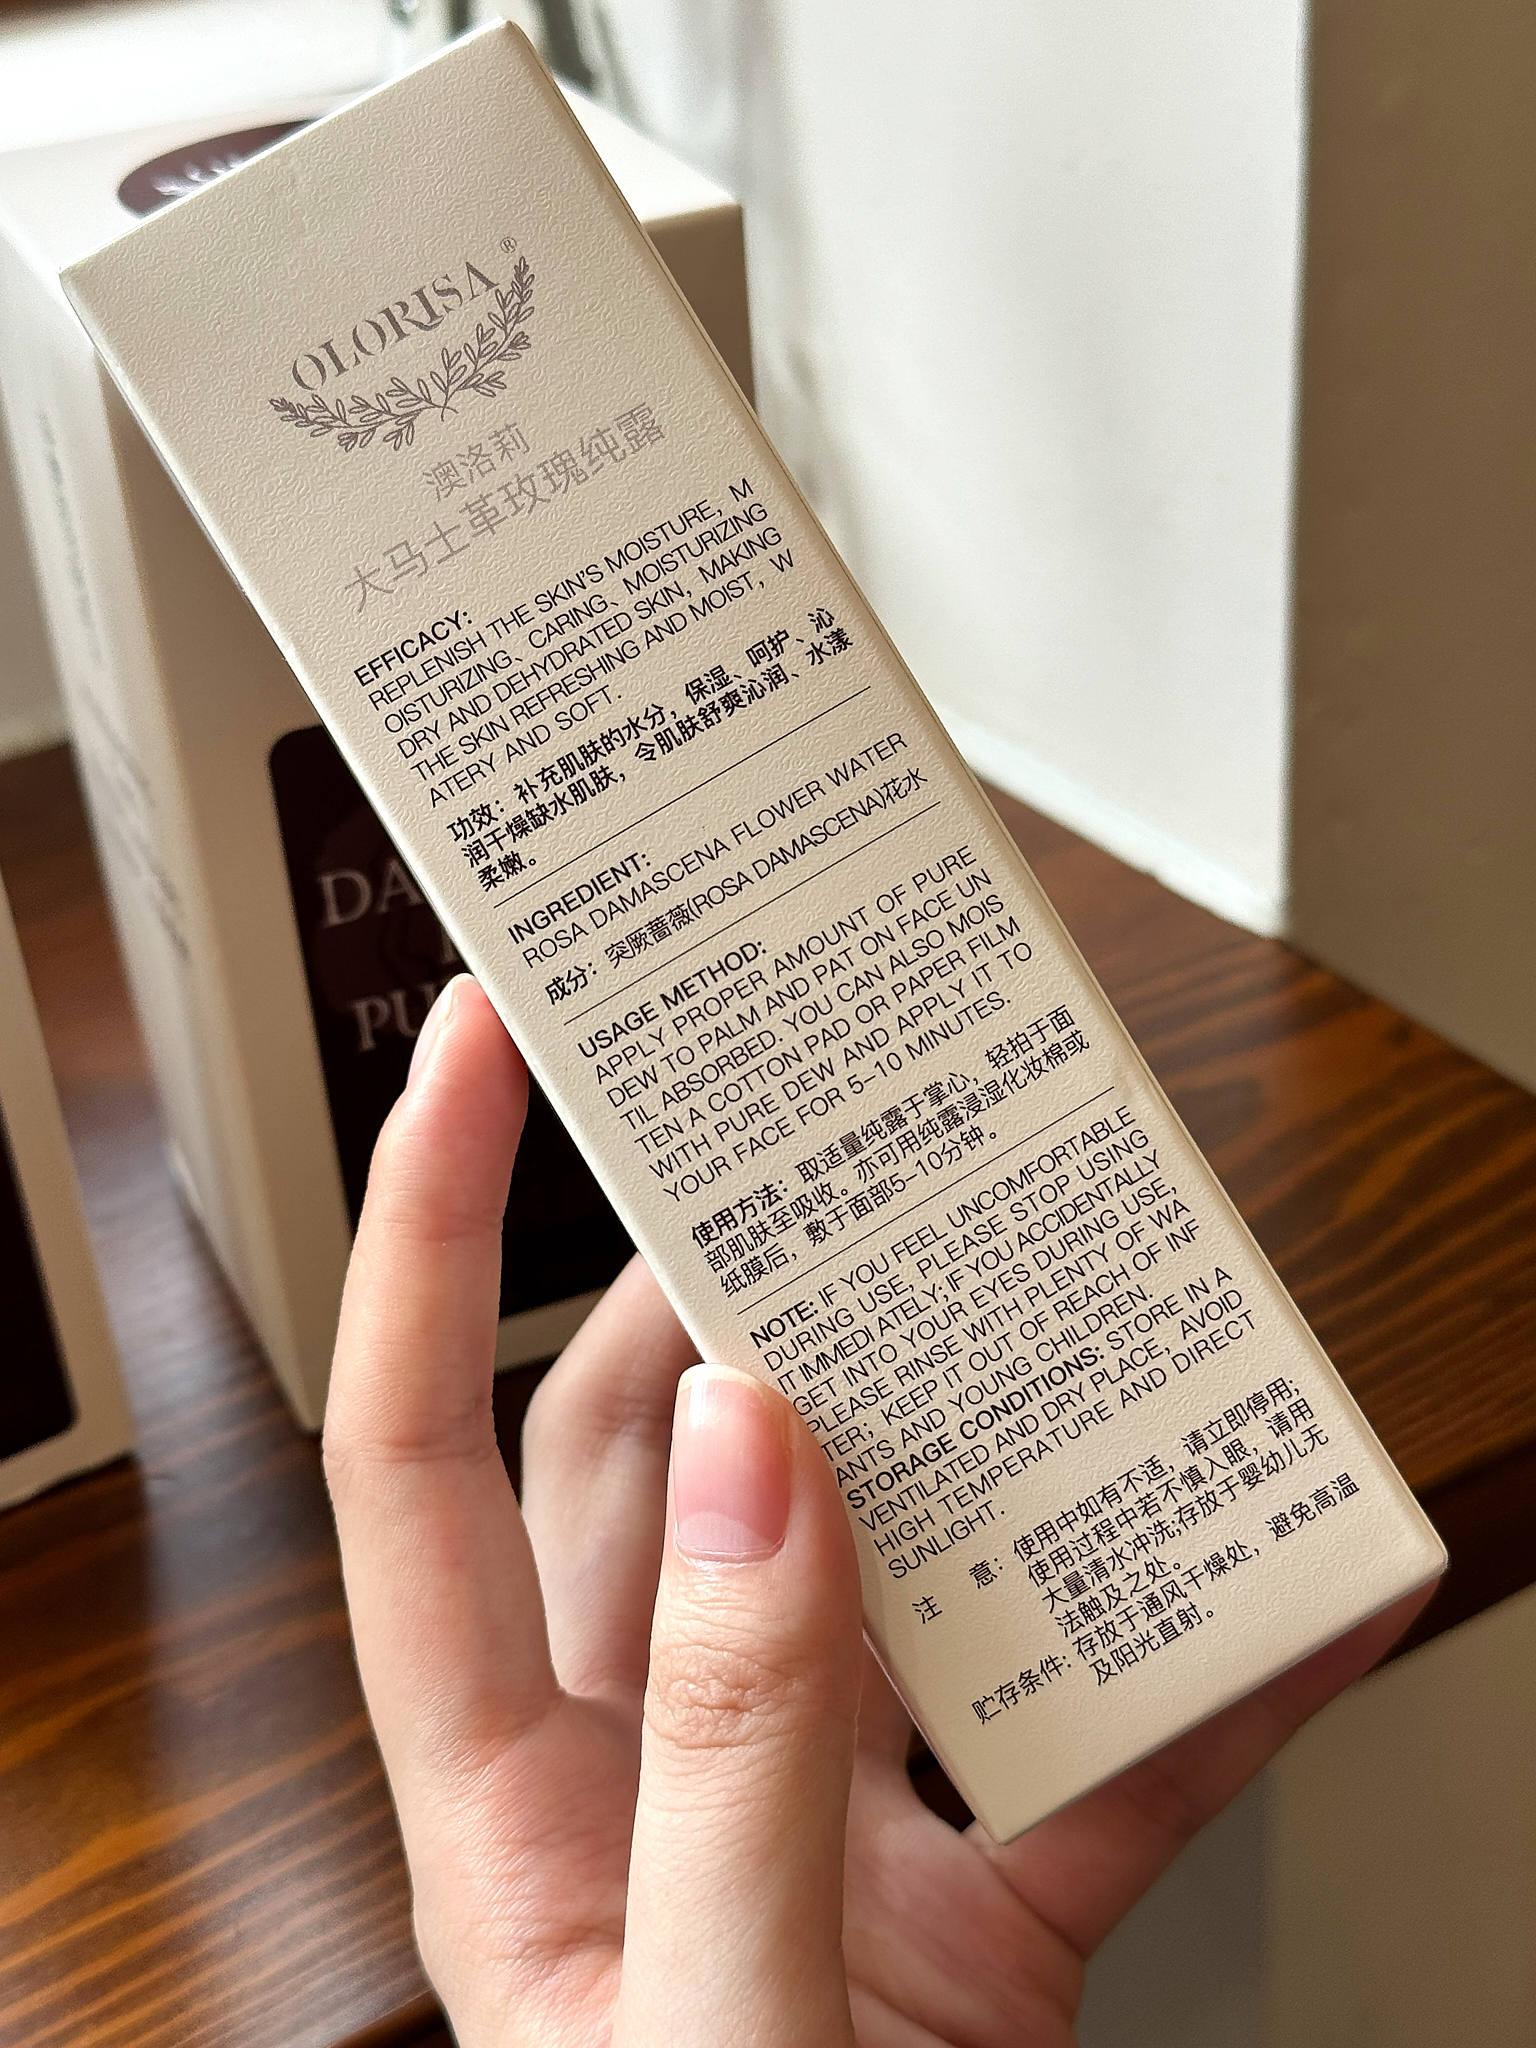 OLORISA®
澳洛莉
大马士革玫瑰纯露
EFFICACY:
REPLENISH THE SKIN'S MOISTURE, M
OISTURIZING、CARING、MOISTURIZING
DRY AND DEHYDRATED SKIN, MAKING
THE SKIN REFRESHING AND MOIST, W
ATERY AND SOFT.
功效：补充肌肤的水分，保湿、呵护、沁
润干燥缺水肌肤，令肌肤舒爽沁润、水漾
柔嫩。
INGREDIENT:
ROSA DAMASCENA FLOWER WATER
成分：突厥蔷薇(ROSA DAMASCENA)花水
USAGE METHOD:
APPLY PROPER AMOUNT OF PURE
DEW TO PALM AND PAT ON FACE UN
TIL ABSORBED. YOU CAN ALSO MOIS
TEN A COTTON PAD OR PAPER FILM
WITH PURE DEW AND APPLY IT TO
YOUR FACE FOR 5-10 MINUTES.
使用方法：取适量纯露于掌心，轻拍于面
部肌肤至吸收。亦可用纯露浸湿化妆棉或
纸膜后，敷于面部5-10分钟。
NOTE: IF YOU FEEL UNCOMFORTABLE
DURING USE, PLEASE STOP USING
IT IMMEDIATELY; IF YOU ACCIDENTALLY
GET INTO YOUR EYES DURING USE,
PLEASE RINSE WITH PLENTY OF WA
TER; KEEP IT OUT OF REACH OF INF
ANTS AND YOUNG CHILDREN.
STORAGE CONDITIONS: STORE IN A
VENTILATED AND DRY PLACE, AVOID
HIGH TEMPERATURE AND DIRECT
SUNLIGHT.
注 意：使用中如有不适，请立即停用;
使用过程中若不慎入眼，请用
大量清水冲洗;存放于婴幼儿无
法触及之处。
贮存条件: 存放于通风干燥处，避免高温
及阳光直射。
DA
PU